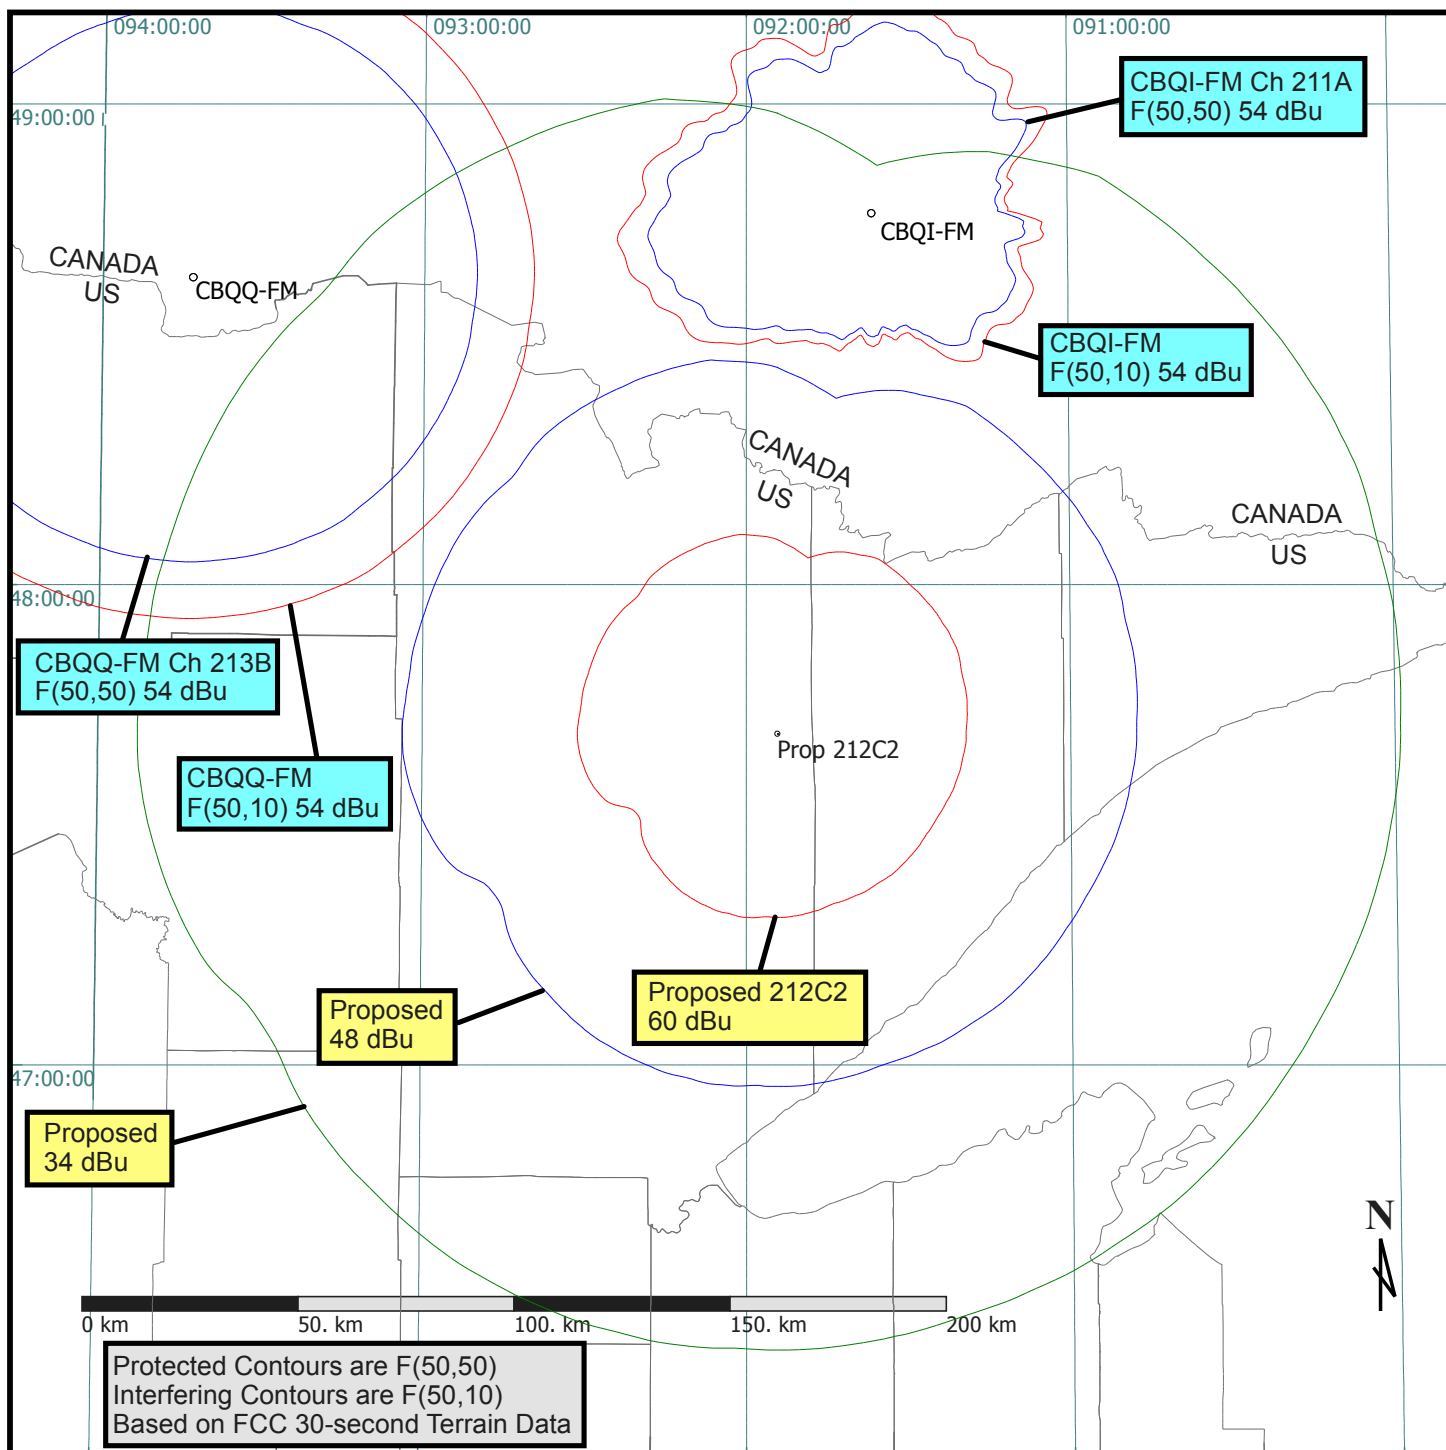 094:00:00
093:00:00
092:00:00
091:00:00
CBQI-FM Ch 211A
F(50,50) 54 dBu
49:00:00
CBQI-FM
CANADA
US
CBQQ-FM
CBQI-FM
F(50,10) 54 dBu
CANADA
US
CANADA
US
48:00:00
CBQQ-FM Ch 213B
F(50,50) 54 dBu
Prop 212C2
CBQQ-FM
F(50,10) 54 dBu
Proposed 212C2
60 dBu
Proposed
48 dBu
47:00:00
Proposed
34 dBu
N
0 km
50. km
100. km
150. km
200 km
Protected Contours are F(50,50)
Interfering Contours are F(50,10)
Based on FCC 30-second Terrain Data